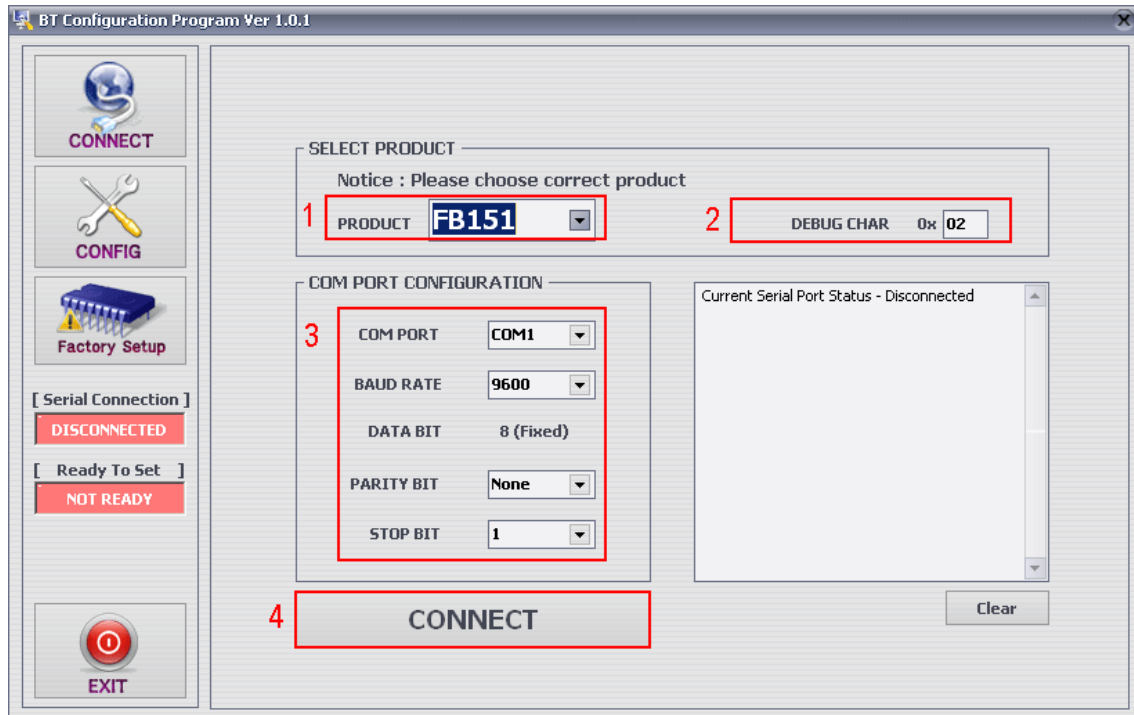 BT Configuration Program Ver 1.0.1
CONNECT
CONFIG
Factory Setup
[ Serial Connection ]
DISCONNECTED
[ Ready To Set ]
NOT READY
EXIT
SELECT PRODUCT
Notice : Please choose correct product
1 PRODUCT FB151
2 DEBUG CHAR 0x 02
COM PORT CONFIGURATION
3 COM PORT COM1
BAUD RATE 9600
DATA BIT 8 (Fixed)
PARITY BIT None
STOP BIT 1
4 CONNECT
Current Serial Port Status - Disconnected
Clear